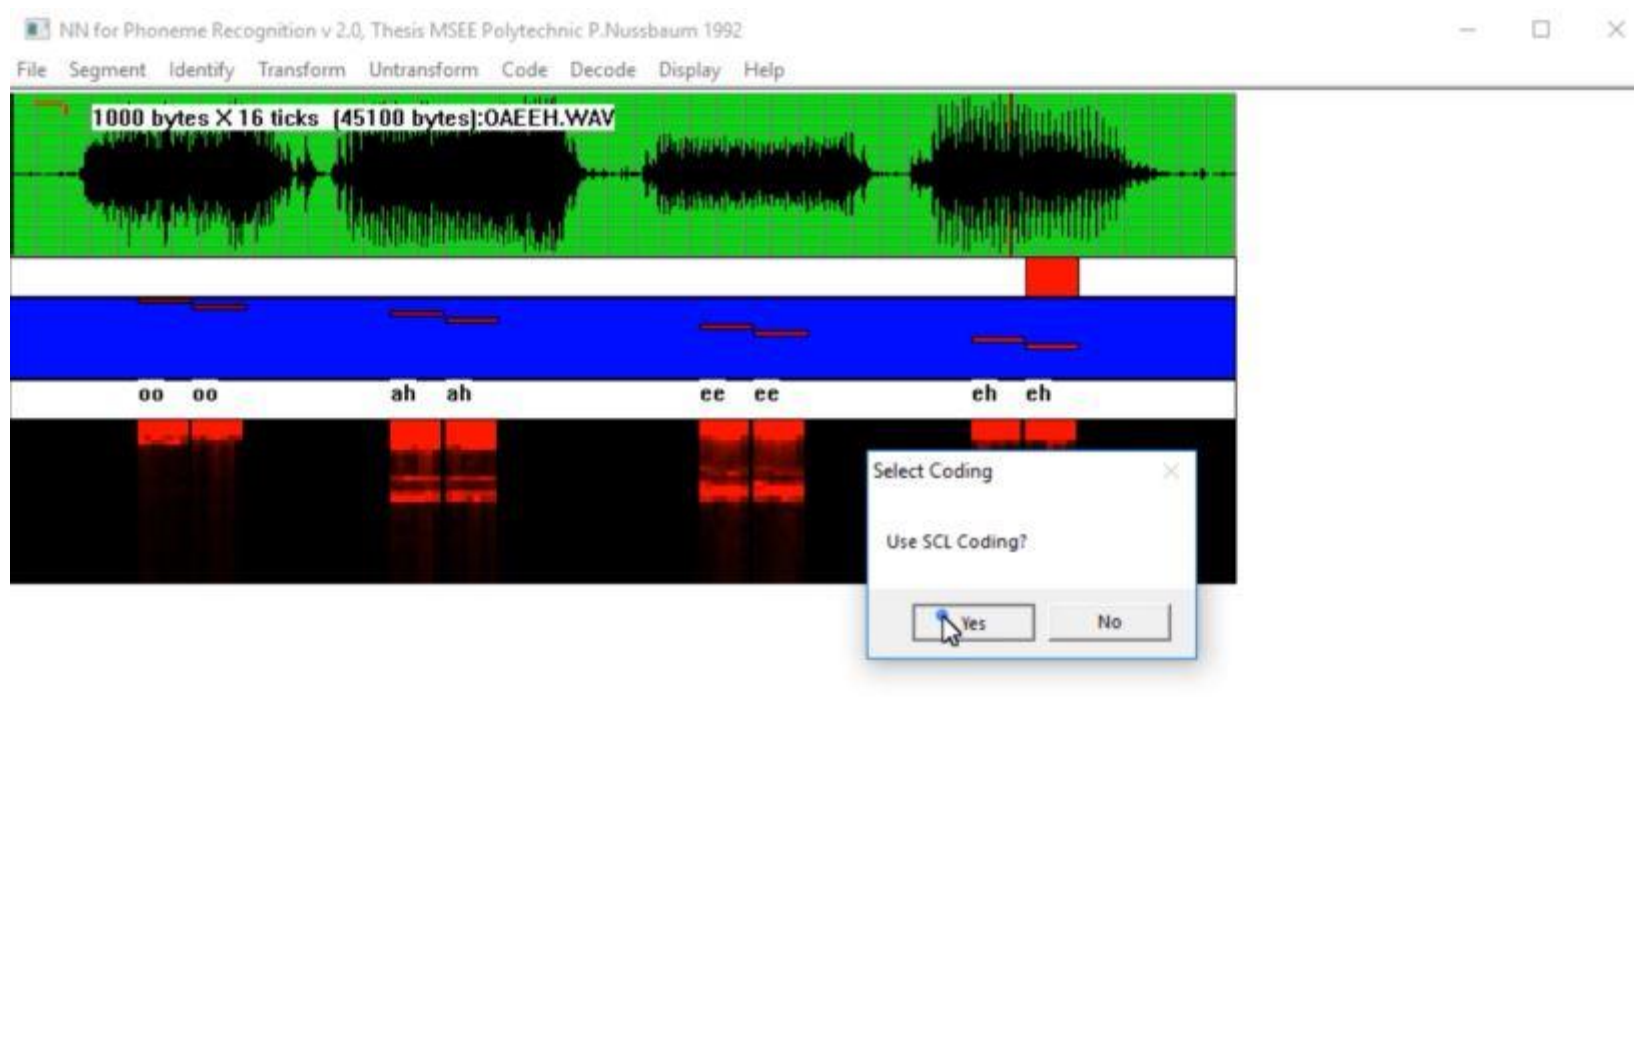 NN for Phoneme Recognition v 2.0, Thesis MSEE Polytechnic P.Nussbaum 1992
File Segment Identify Transform Untransform Code Decode Display Help
1000 bytes X 16 ticks (45100 bytes):OAEEH.WAV
oo oo ah ah ee ee eh eh
Select Coding
Use SCL Coding?
Yes No